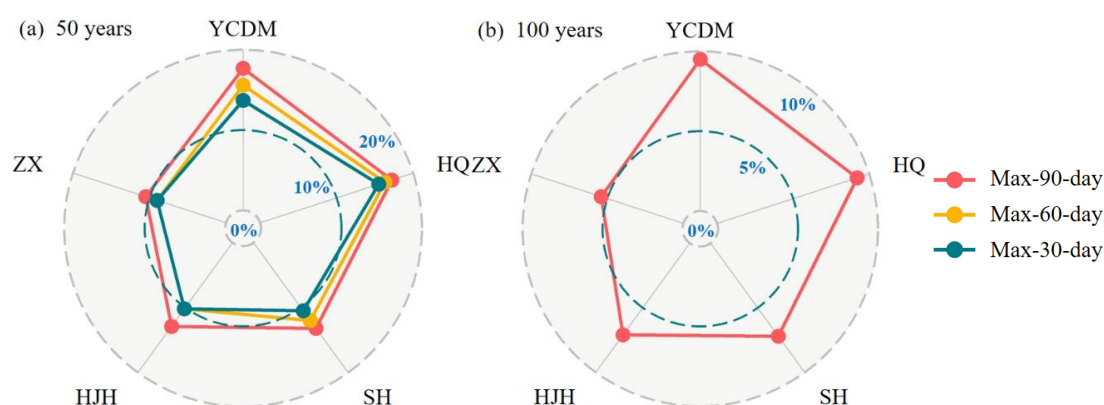 (a) 50 years
YCDM
20%
10%
0%
ZX
HQ
HJH
SH
(b) 100 years
YCDM
10%
5%
0%
ZX
HQ
HJH
SH
Max-90-day
Max-60-day
Max-30-day